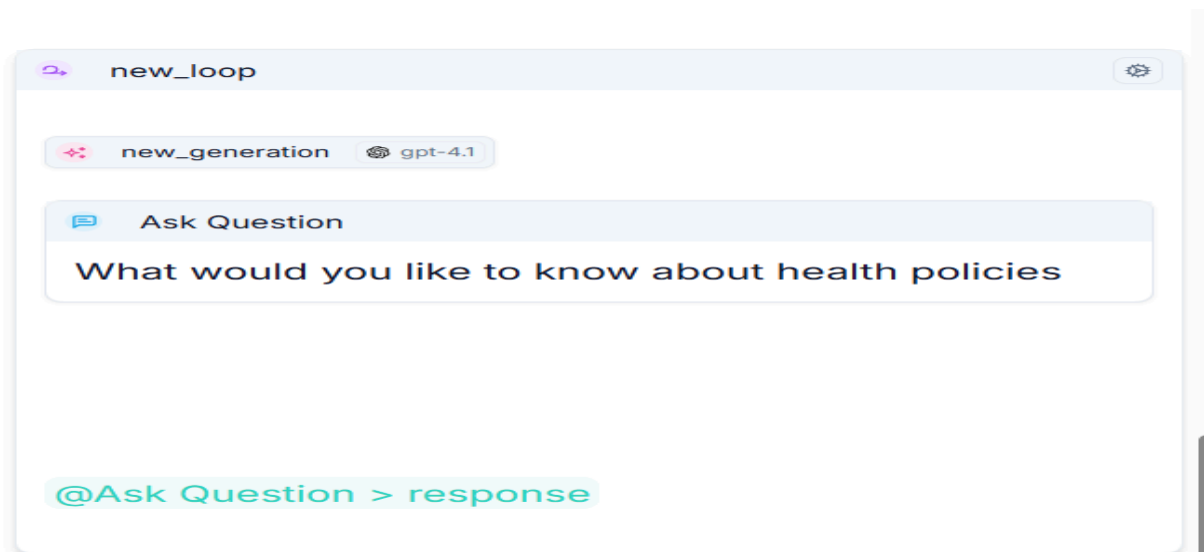 new_loop
new_generation gpt-4.1
Ask Question
What would you like to know about health policies
@Ask Question > response